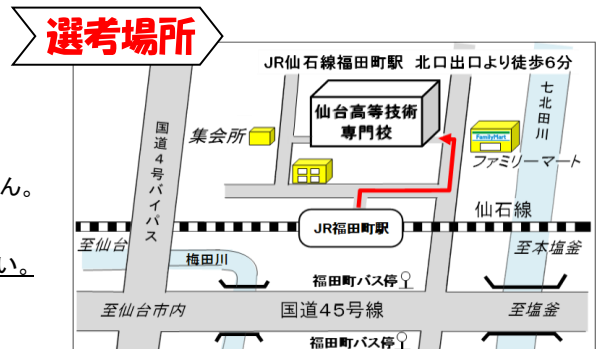 選考場所
JR仙石線福田町駅 北口出口より徒歩6分
仙台高等技術
専門校
七北田川
国道4号バイパス
集会所
FamilyMart
ファミリーマート
ん。
仙石線
JR福田町駅
至仙台
至本塩釜
い。
梅田川
福田町バス停
至仙台市内
国道45号線
至塩釜
福田町バス停